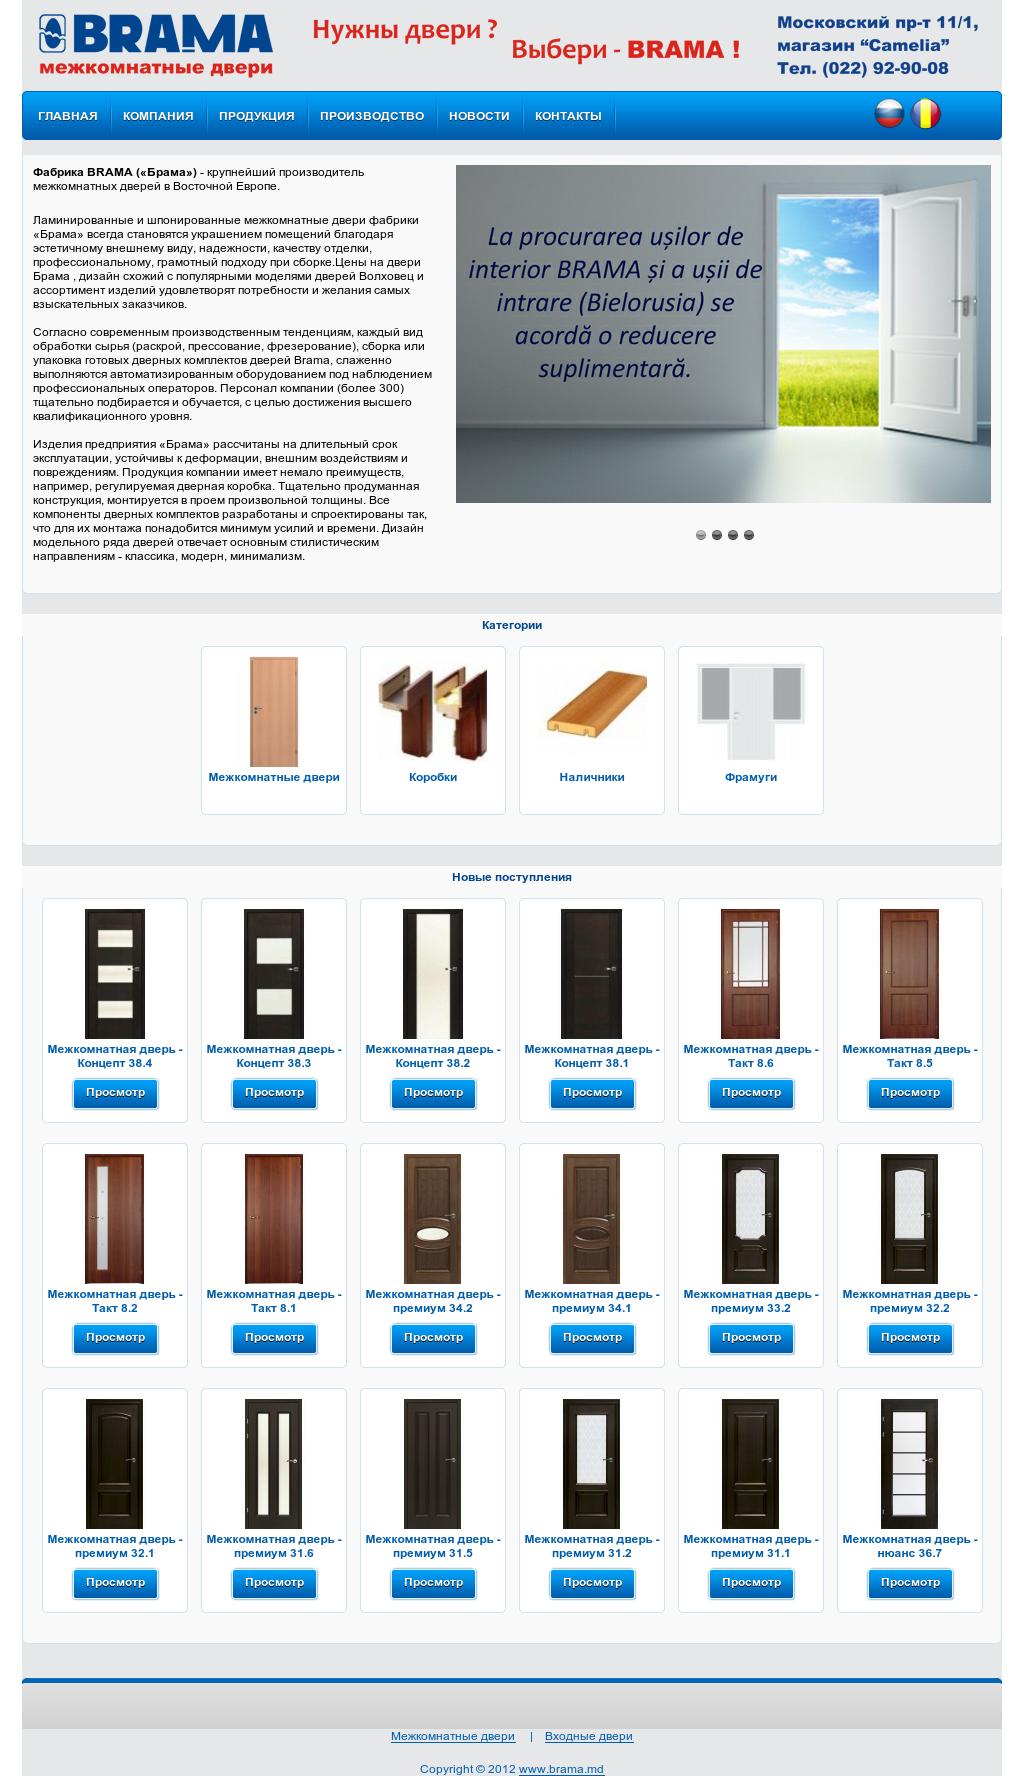 BRAMA
межкомнатные двери
Нужны двери ?
Выбери - BRAMA !
Московский пр-т 11/1,
магазин “Camelia”
Тел. (022) 92-90-08
ГЛАВНАЯ КОМПАНИЯ ПРОДУКЦИЯ ПРОИЗВОДСТВО НОВОСТИ КОНТАКТЫ
Фабрика BRAMA («Брама») - крупнейший производитель
межкомнатных дверей в Восточной Европе.
Ламинированные и шпонированные межкомнатные двери фабрики
«Брама» всегда становятся украшением помещений благодаря
эстетичному внешнему виду, надежности, качеству отделки,
профессиональному, грамотный подходу при сборке.Цены на двери
Брама , дизайн схожий с популярными моделями дверей Волховец и
ассортимент изделий удовлетворят потребности и желания самых
взыскательных заказчиков.
Согласно современным производственным тенденциям, каждый вид
обработки сырья (раскрой, прессование, фрезерование), сборка или
упаковка готовых дверных комплектов дверей Brama, слаженно
выполняются автоматизированным оборудованием под наблюдением
профессиональных операторов. Персонал компании (более 300)
тщательно подбирается и обучается, с целью достижения высшего
квалификационного уровня.
Изделия предприятия «Брама» рассчитаны на длительный срок
эксплуатации, устойчивы к деформации, внешним воздействиям и
повреждениям. Продукция компании имеет немало преимуществ,
например, регулируемая дверная коробка. Тщательно продуманная
конструкция, монтируется в проем произвольной толщины. Все
компоненты дверных комплектов разработаны и спроектированы так,
что для их монтажа понадобится минимум усилий и времени. Дизайн
модельного ряда дверей отвечает основным стилистическим
направлениям - классика, модерн, минимализм.
La procurarea ușilor de
interior BRAMA și a ușii de
intrare (Bielorusia) se
acordă o reducere
suplimentară.
Категории
Межкомнатные двери
Коробки
Наличники
Фрамуги
Новые поступления
Межкомнатная дверь -
Концепт 38.4
Просмотр
Межкомнатная дверь -
Концепт 38.3
Просмотр
Межкомнатная дверь -
Концепт 38.2
Просмотр
Межкомнатная дверь -
Концепт 38.1
Просмотр
Межкомнатная дверь -
Такт 8.6
Просмотр
Межкомнатная дверь -
Такт 8.5
Просмотр
Межкомнатная дверь -
Такт 8.2
Просмотр
Межкомнатная дверь -
Такт 8.1
Просмотр
Межкомнатная дверь -
премиум 34.2
Просмотр
Межкомнатная дверь -
премиум 34.1
Просмотр
Межкомнатная дверь -
премиум 33.2
Просмотр
Межкомнатная дверь -
премиум 32.2
Просмотр
Межкомнатная дверь -
премиум 32.1
Просмотр
Межкомнатная дверь -
премиум 31.6
Просмотр
Межкомнатная дверь -
премиум 31.5
Просмотр
Межкомнатная дверь -
премиум 31.2
Просмотр
Межкомнатная дверь -
премиум 31.1
Просмотр
Межкомнатная дверь -
нюанс 36.7
Просмотр
Межкомнатные двери | Входные двери
Copyright © 2012 www.brama.md